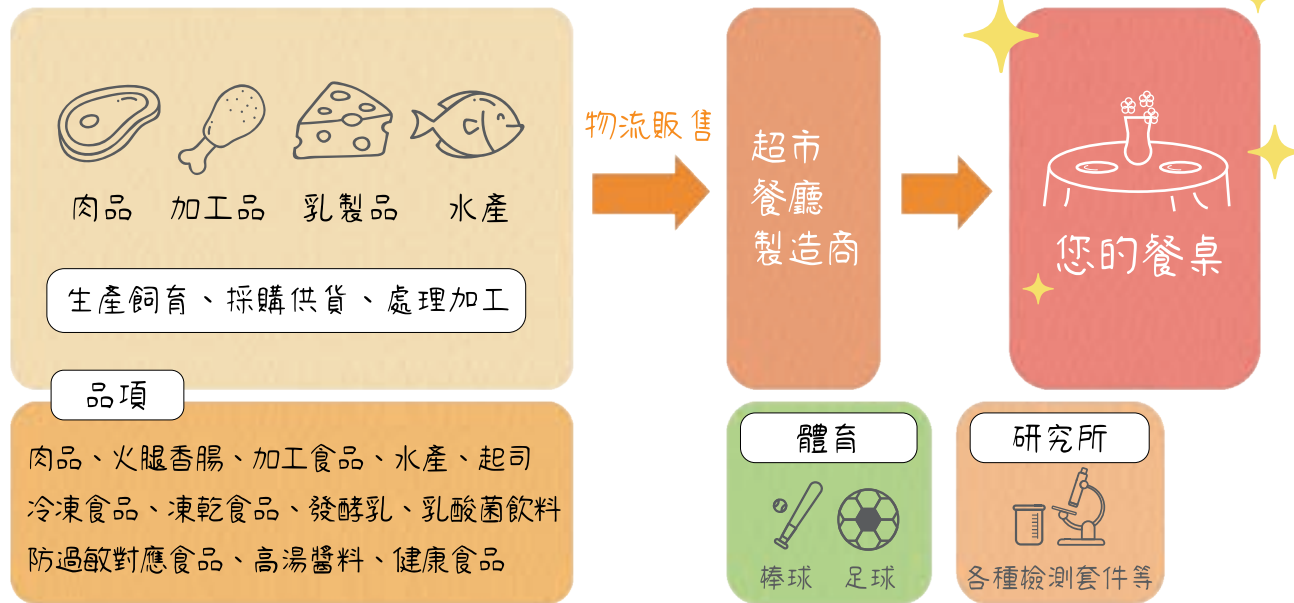 肉品
加工品
乳製品
水產
生產飼育、採購供貨、處理加工
物流販售
超市
餐廳
製造商
您的餐桌
品項
肉品、火腿香腸、加工食品、水產、起司
冷凍食品、凍乾食品、發酵乳、乳酸菌飲料
防過敏對應食品、高湯醬料、健康食品
體育
棒球
足球
研究所
各種檢測套件等